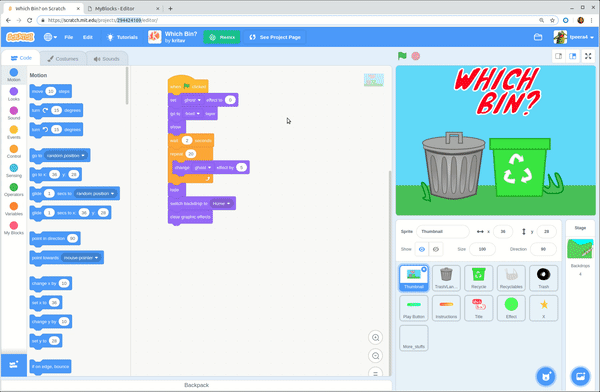 Which Bin? on Scratch
MyBlocks - Editor
https://scratch.mit.edu/projects/294424169/editor/
SCRATCH
File
Edit
Tutorials
Which Bin?
by kritav
Remix
See Project Page
Code
Costumes
Sounds
Motion
Looks
Sound
Events
Control
Sensing
Operators
Variables
My Blocks
Motion
move 10 steps
turn 15 degrees
turn 15 degrees
go to random position
go to x: 36 y: 28
glide 1 secs to random position
glide 1 secs to x: 36 y: 28
point in direction 90
point towards mouse-pointer
change x by 10
set x to 36
change y by 10
set y to 28
if on edge, bounce
set ghost effect to 0
go to front layer
show
wait 2 seconds
repeat 20
change ghost effect by 5
hide
switch backdrop to Home
clear graphic effects
WHICH
BIN?
Sprite Thumbnail x 36 y 28
Show Size 100 Direction 90
Stage
Backdrops
4
Thumbnail
Recycle
Recyclables
Trash
Play Button
Instructions
Title
Effect
X
More_stuffs
Backpack